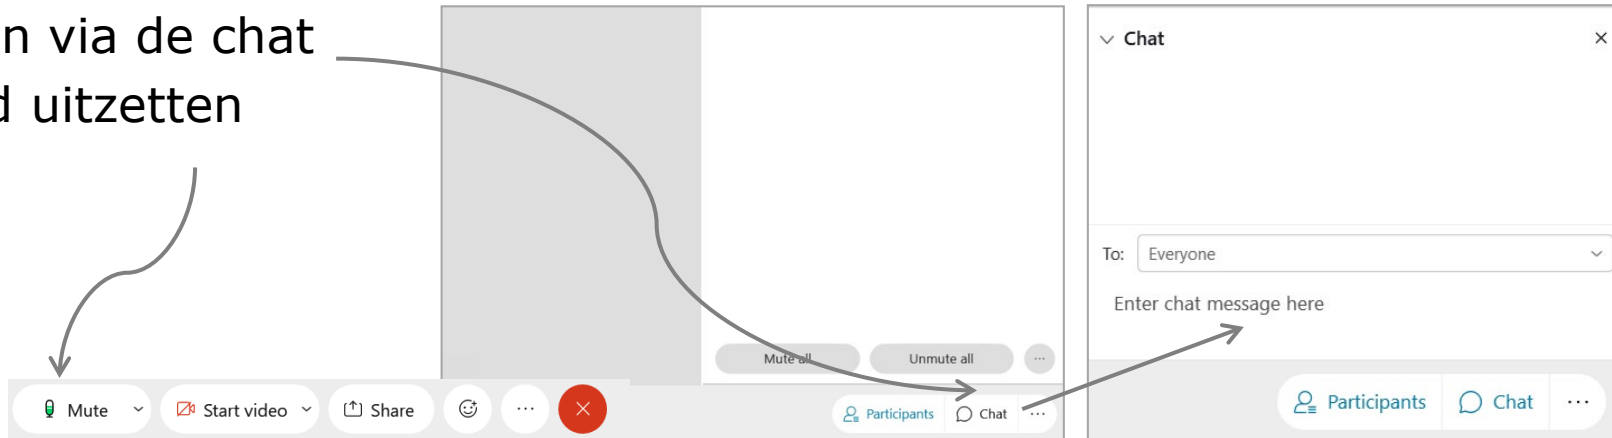 n via de chat
d uitzetten
Mute all
Unmute all
Mute
Start video
Share
Participants
Chat
Chat
To:
Everyone
Enter chat message here
Participants
Chat